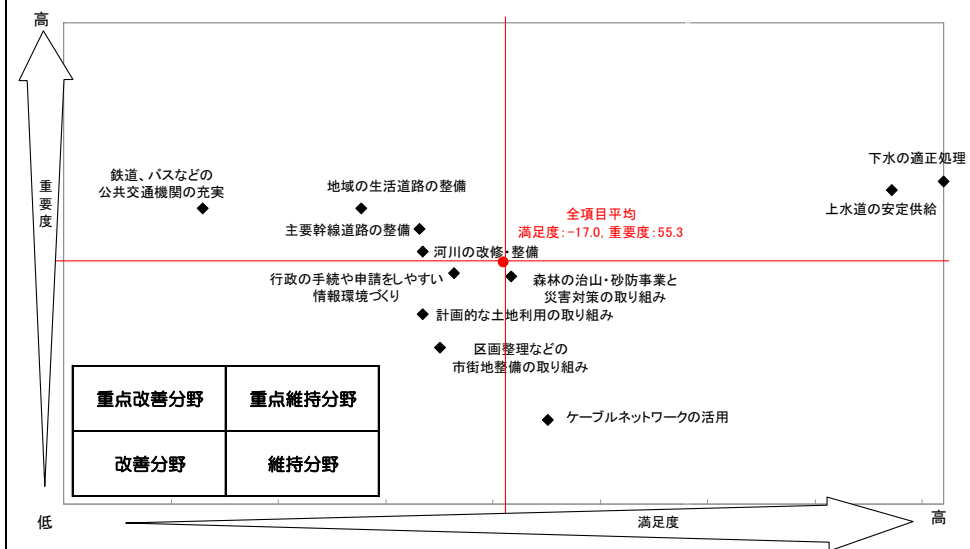 高
重要度
鉄道、バスなどの
公共交通機関の充実
地域の生活道路の整備
主要幹線道路の整備
河川の改修・整備
全項目平均
満足度:-17.0, 重要度:55.3
下水の適正処理
上水道の安定供給
行政の手続や申請をしやすい
情報環境づくり
森林の治山・砂防事業と
災害対策の取り組み
計画的な土地利用の取り組み
区画整理などの
市街地整備の取り組み
ケーブルネットワークの活用
重点改善分野
重点維持分野
改善分野
維持分野
低
満足度
高